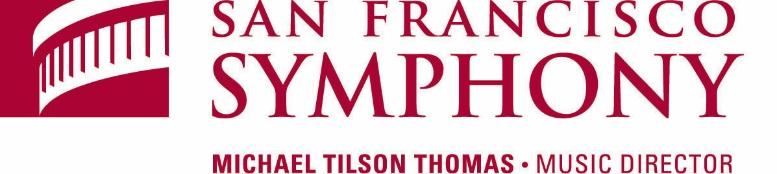 SAN FRANCISCO
SYMPHONY
MICHAEL TILSON THOMAS • MUSIC DIRECTOR